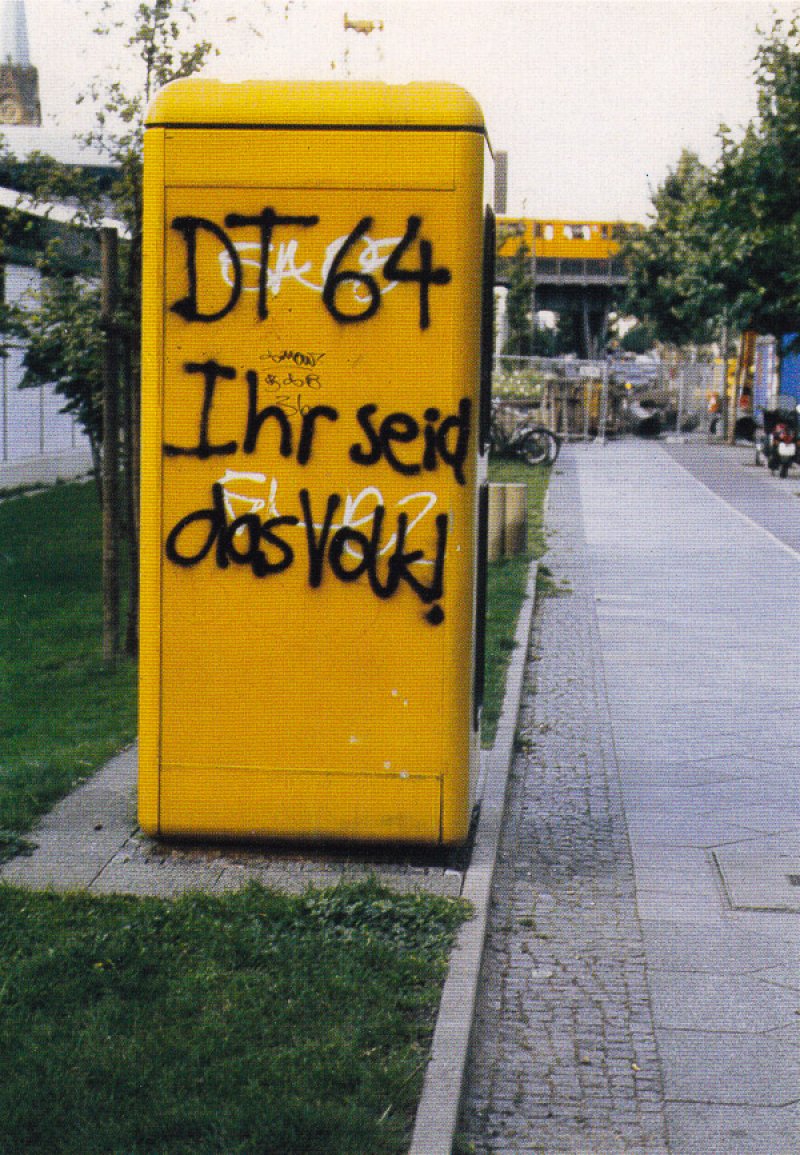 DT 64
Ihr seid
das Volk!